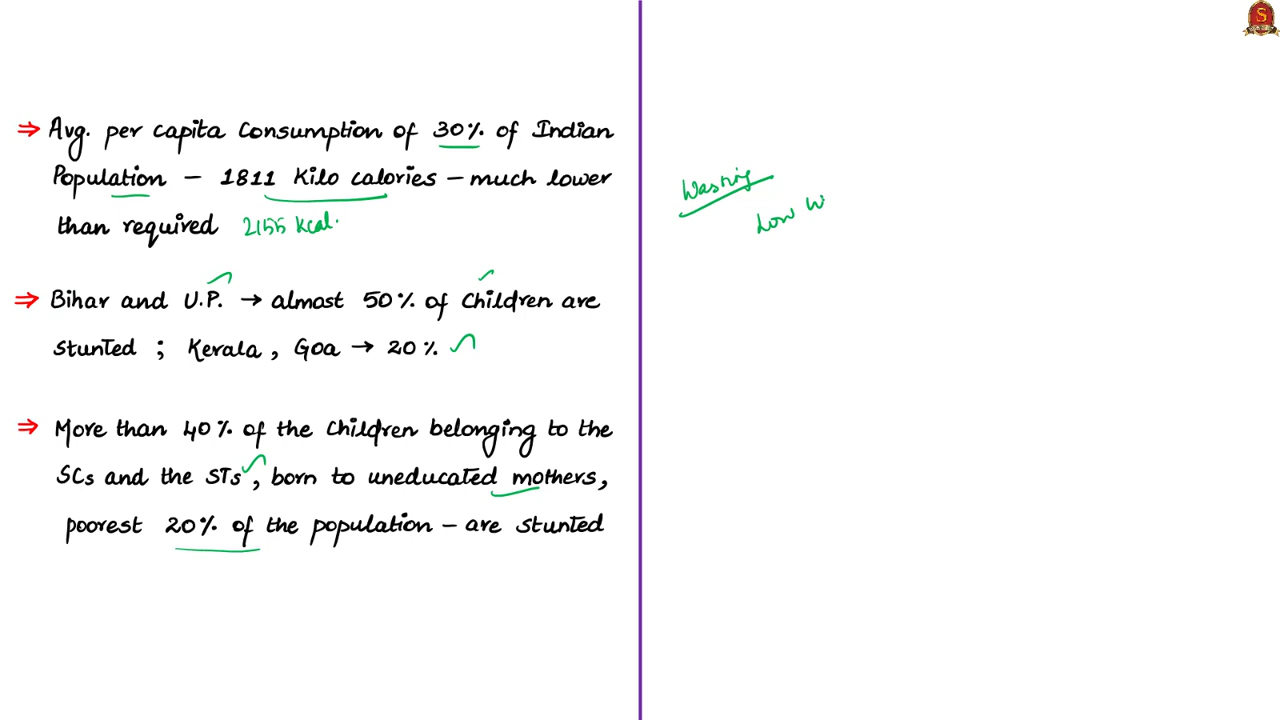 ⇒ Avg. per capita consumption of 30% of Indian
Population - 1811 Kilo calories - much lower
than required 2155 Kcal.
⇒ Bihar and U.P. → almost 50% of children are
stunted ; Kerala, Goa → 20%
⇒ More than 40% of the children belonging to the
SCs and the STs, born to uneducated mothers,
poorest 20% of the population - are stunted
Wasting
Low W
S